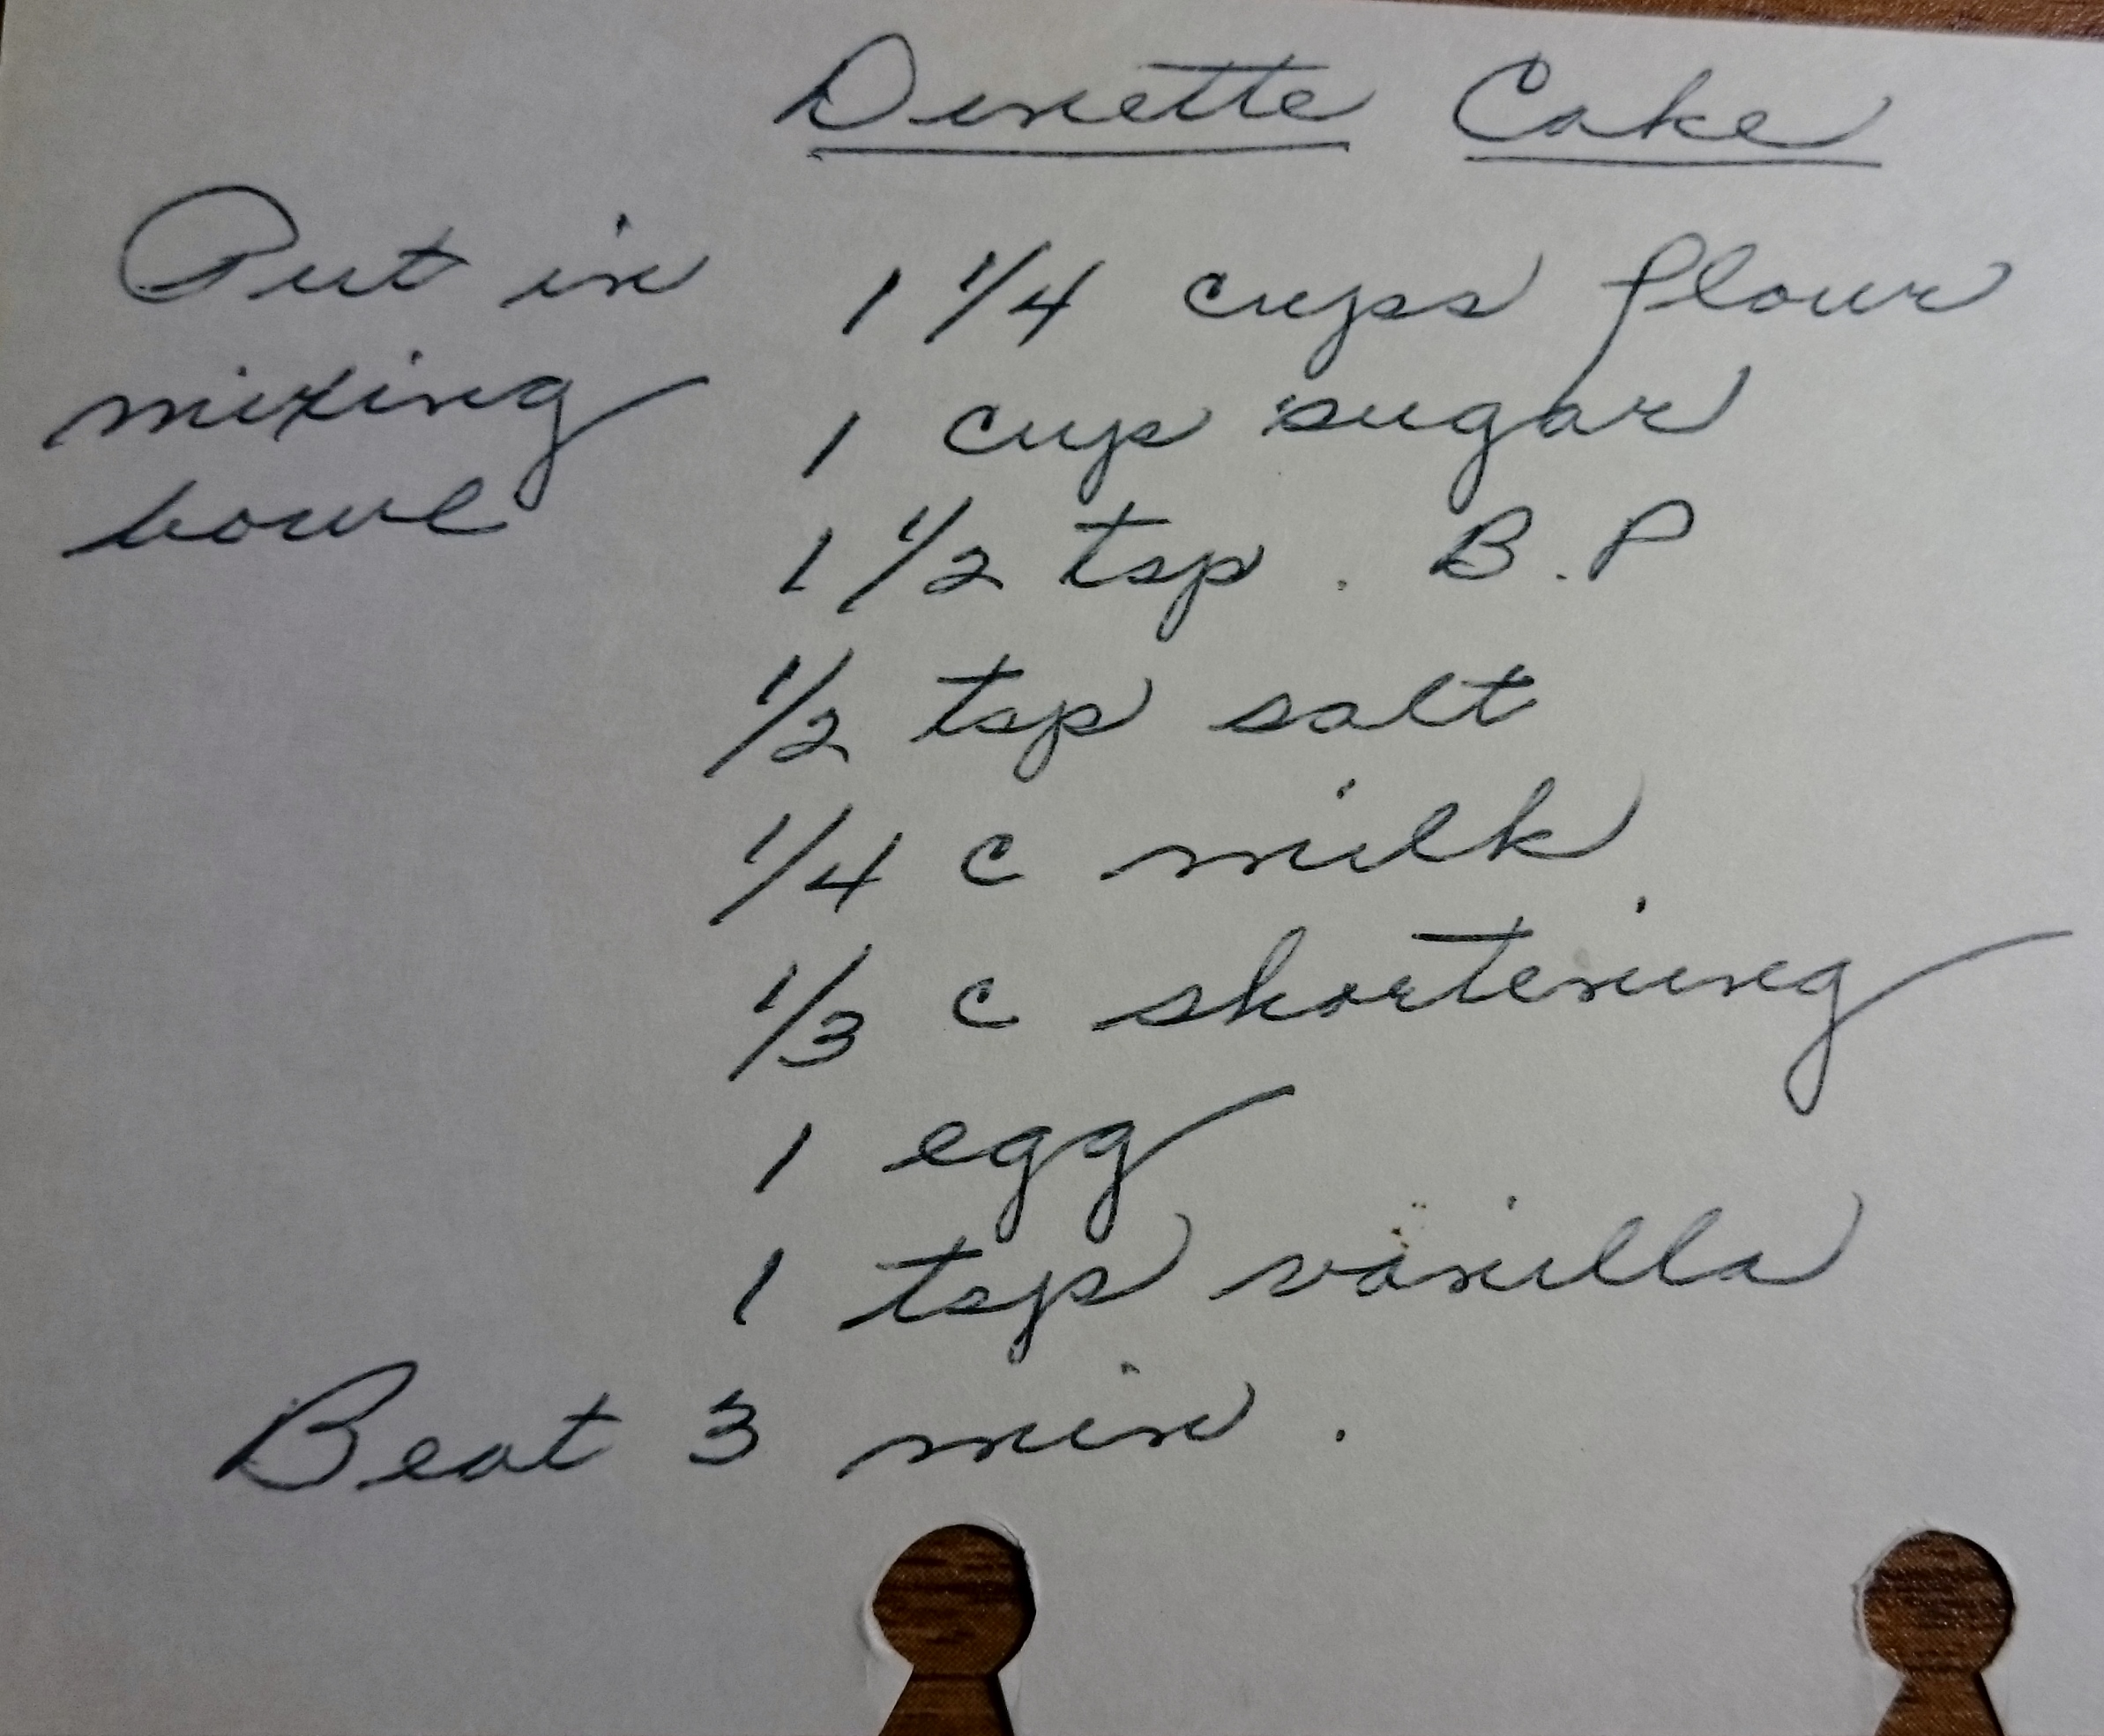 Dinette Cake
Put in mixing bowl
1 1/4 cups flour
1 cup sugar
1 1/2 tsp. B.P
1/2 tsp salt
1/4 c milk
1/3 c shortening
1 egg
1 tsp vanilla
Beat 3 min.